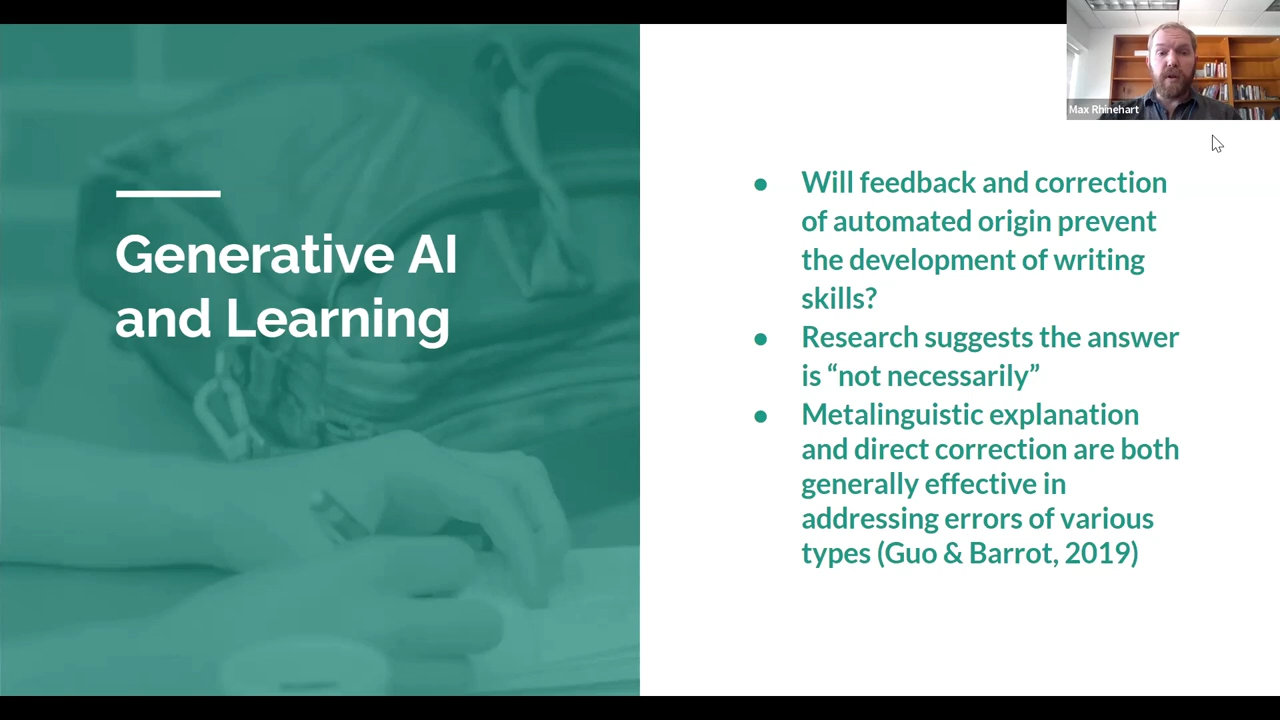 Max Rhinehart
Generative AI
and Learning
● Will feedback and correction
of automated origin prevent
the development of writing
skills?
● Research suggests the answer
is “not necessarily”
● Metalinguistic explanation
and direct correction are both
generally effective in
addressing errors of various
types (Guo & Barrot, 2019)